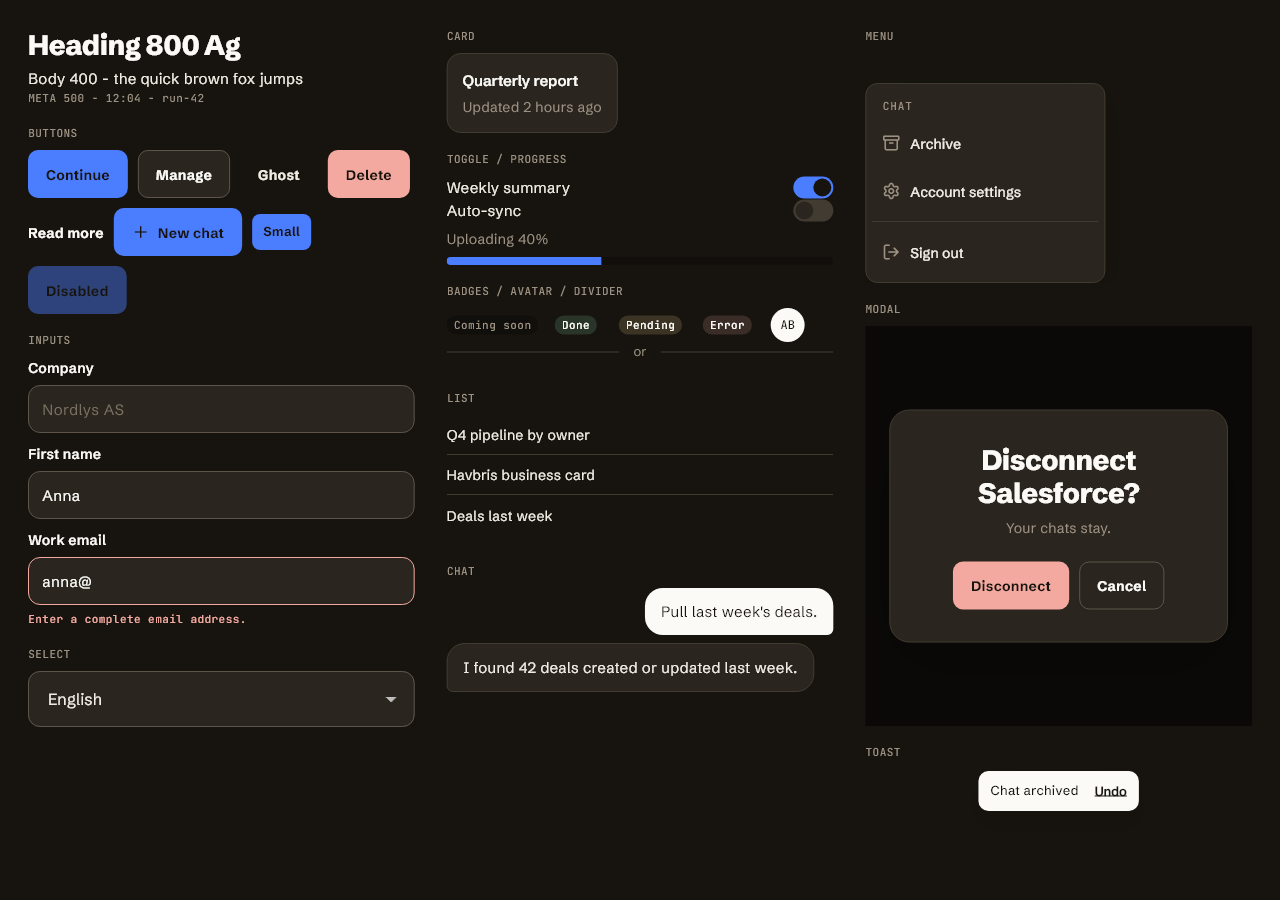 Heading 800 Ag
Body 400 - the quick brown fox jumps
META 500 - 12:04 - run-42
BUTTONS
Continue
Manage
Ghost
Delete
Read more
New chat
Small
Disabled
INPUTS
Company
Nordlys AS
First name
Anna
Work email
anna@
Enter a complete email address.
SELECT
English
CARD
Quarterly report
Updated 2 hours ago
TOGGLE / PROGRESS
Weekly summary
Auto-sync
Uploading 40%
BADGES / AVATAR / DIVIDER
Coming soon
Done
Pending
Error
AB
or
LIST
Q4 pipeline by owner
Havbris business card
Deals last week
CHAT
Pull last week's deals.
I found 42 deals created or updated last week.
MENU
CHAT
Archive
Account settings
Sign out
MODAL
Disconnect
Salesforce?
Your chats stay.
Disconnect
Cancel
TOAST
Chat archived
Undo